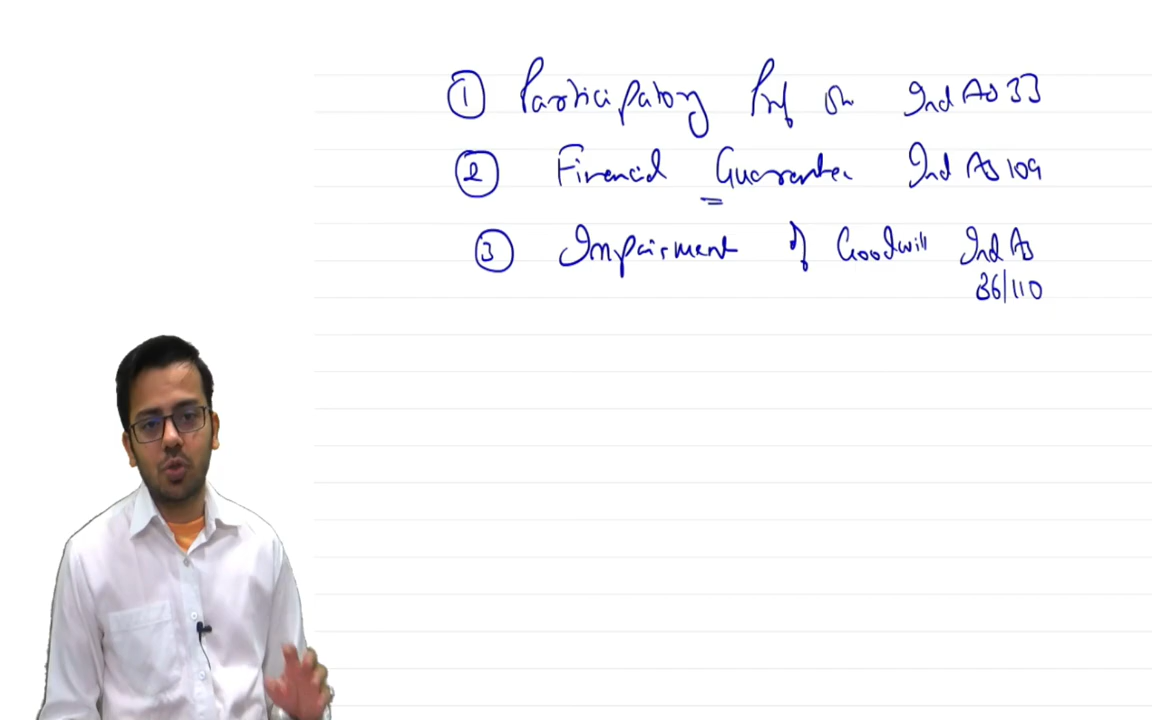 ① Participatory Prf Sh Ind AS 33
② Financial Guarantee Ind AS 109
③ Impairment of Goodwill Ind AS
36/110